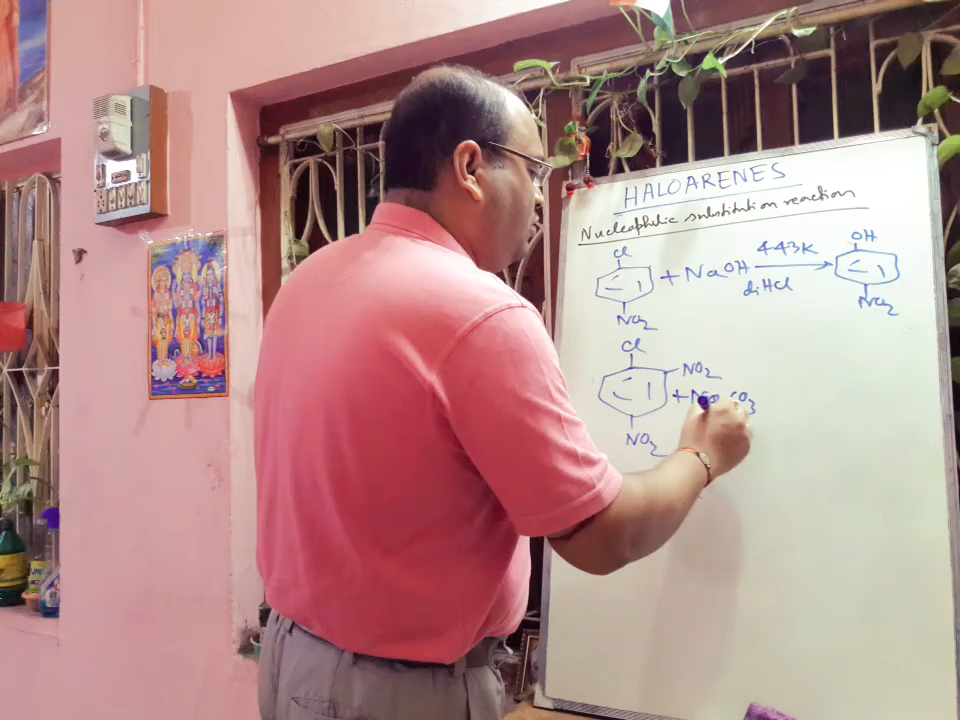 HALOARENES
Nucleophilic substitution reaction
Cl
NO2
+ NaOH
443K
dil HCl
OH
NO2
Cl
NO2
NO2